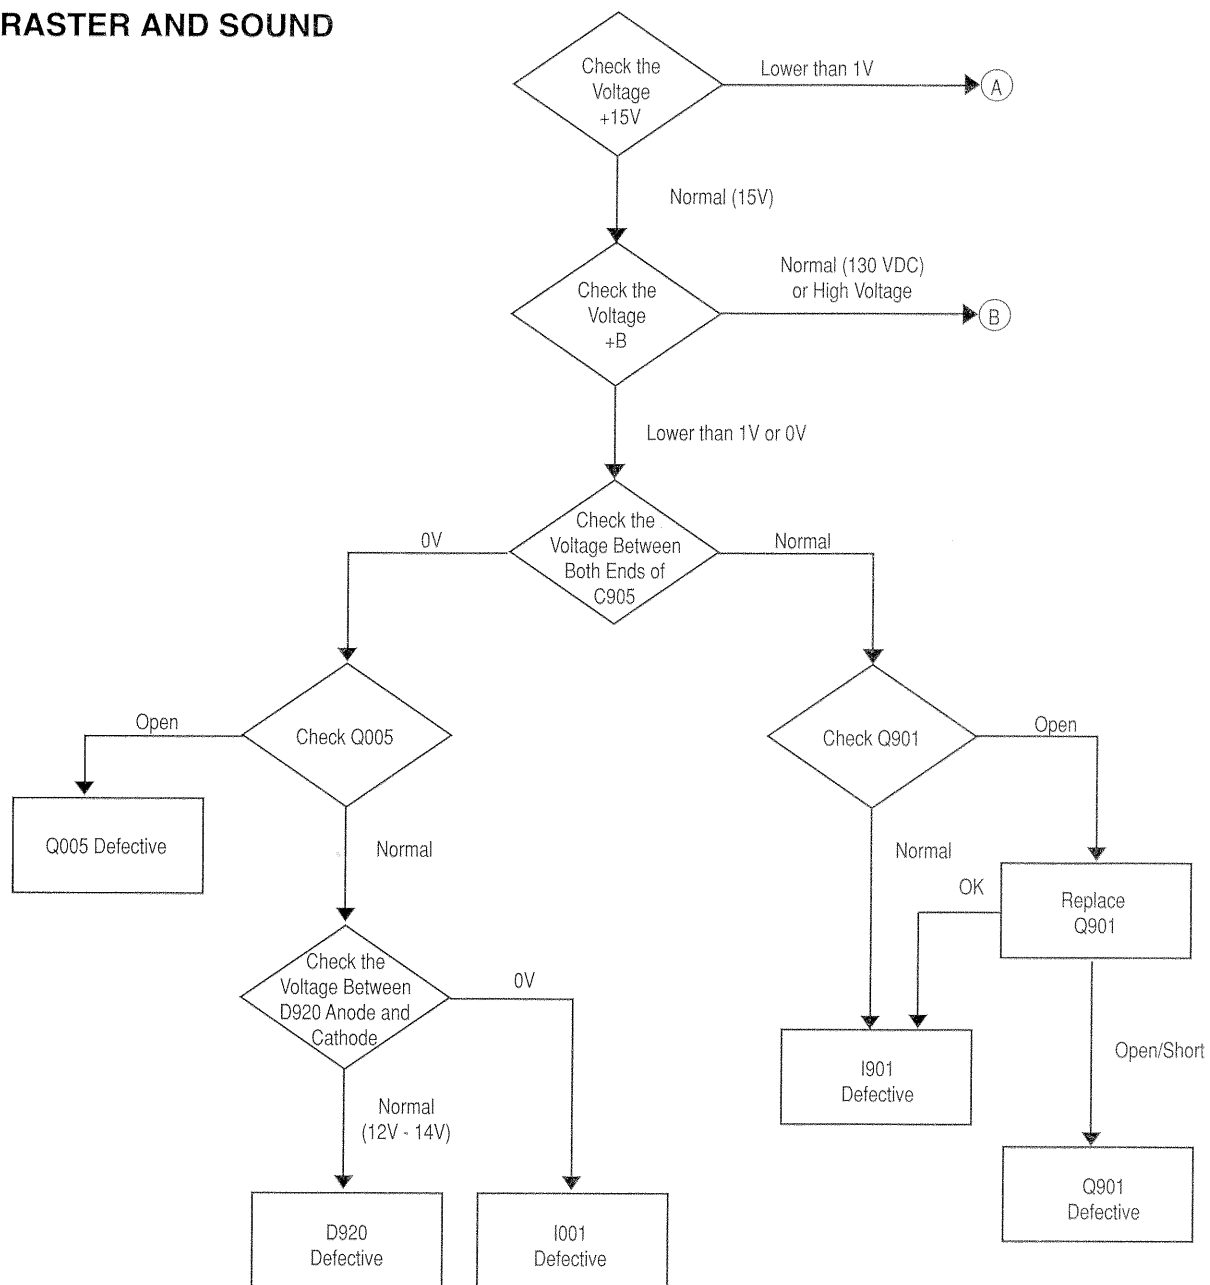 RASTER AND SOUND
Check the
Voltage
+15V
Lower than 1V
A
Normal (15V)
Check the
Voltage
+B
Normal (130 VDC)
or High Voltage
B
Lower than 1V or 0V
Check the
Voltage Between
Both Ends of
C905
0V
Normal
Check Q005
Open
Q005 Defective
Normal
Check Q901
Open
Normal
OK
Replace
Q901
Check the
Voltage Between
D920 Anode and
Cathode
0V
I901
Defective
Open/Short
Normal
(12V - 14V)
Q901
Defective
D920
Defective
I001
Defective